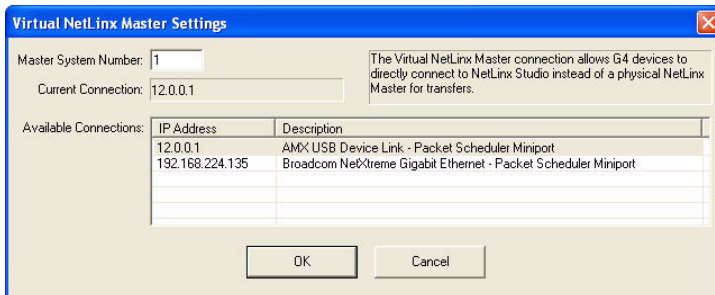 Virtual NetLinx Master Settings
Master System Number: 1
The Virtual NetLinx Master connection allows G4 devices to
directly connect to NetLinx Studio instead of a physical NetLinx
Master for transfers.
Current Connection: 12.0.0.1
Available Connections:
IP Address Description
12.0.0.1 AMX USB Device Link - Packet Scheduler Miniport
192.168.224.135 Broadcom NetXtreme Gigabit Ethernet - Packet Scheduler Miniport
OK Cancel